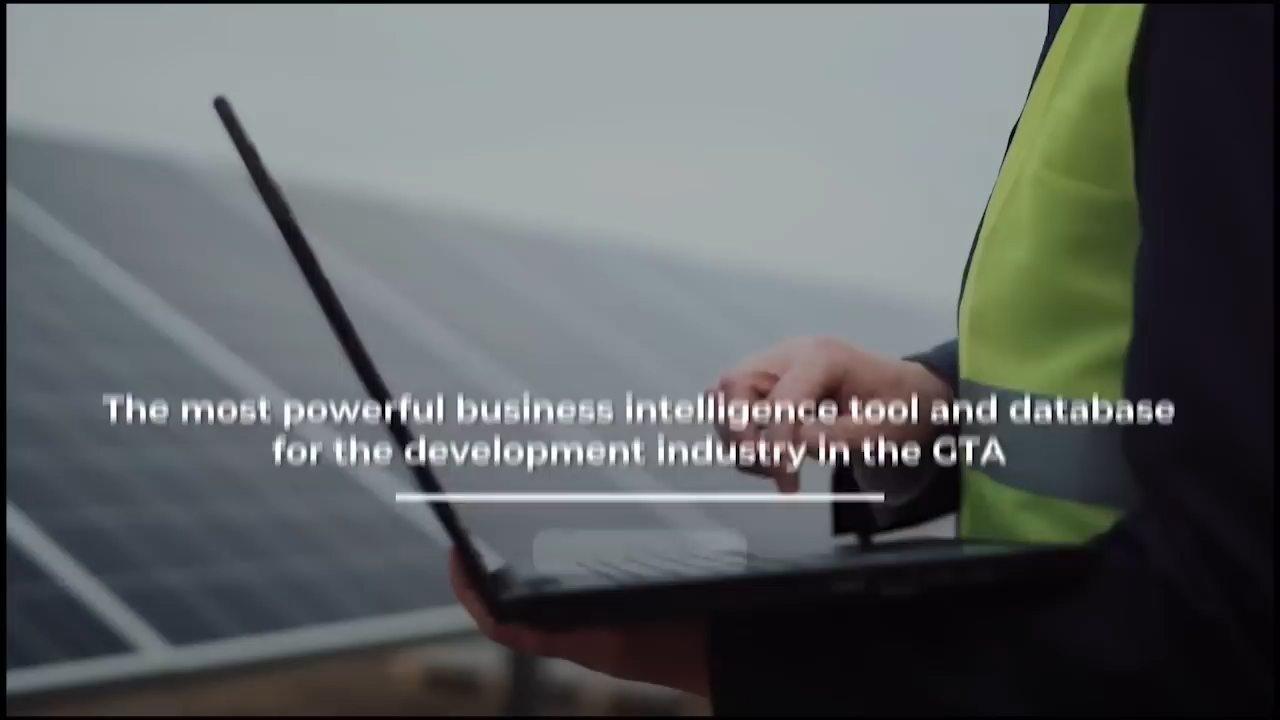 The most powerful business intelligence tool and database
for the development industry in the GTA